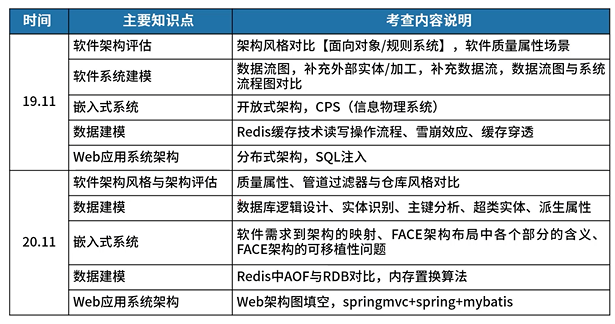 时间 主要知识点 考查内容说明
19.11
软件架构评估 架构风格对比【面向对象/规则系统】，软件质量属性场景
软件系统建模 数据流图，补充外部实体/加工，补充数据流，数据流图与系统
流程图对比
嵌入式系统 开放式架构，CPS（信息物理系统）
数据建模 Redis缓存技术读写操作流程、雪崩效应、缓存穿透
Web应用系统架构 分布式架构，SQL注入
20.11
软件架构风格与架构评估 质量属性、管道过滤器与仓库风格对比
数据建模 数据库逻辑设计、实体识别、主键分析、超类实体、派生属性
嵌入式系统 软件需求到架构的映射、FACE架构布局中各个部分的含义、
FACE架构的可移植性问题
数据建模 Redis中AOF与RDB对比，内存置换算法
Web应用系统架构 Web架构图填空，springmvc+spring+mybatis